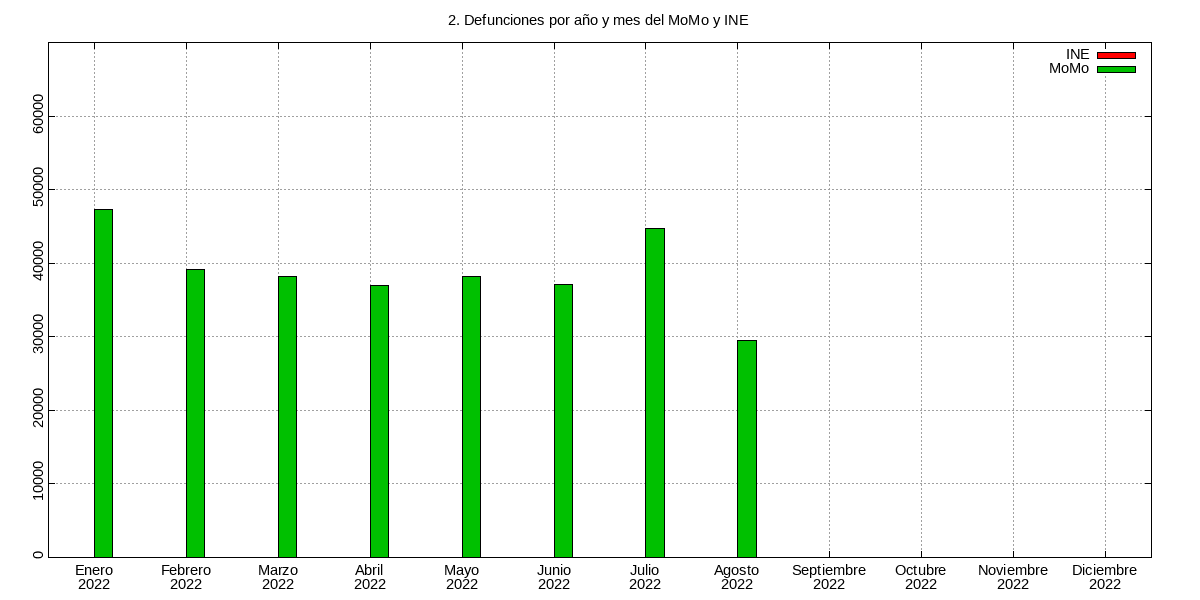 2. Defunciones por año y mes del MoMo y INE
INE
MoMo
60000
50000
40000
30000
20000
10000
0
Enero Febrero Marzo Abril Mayo Junio Julio Agosto Septiembre Octubre Noviembre Diciembre
2022 2022 2022 2022 2022 2022 2022 2022 2022 2022 2022 2022